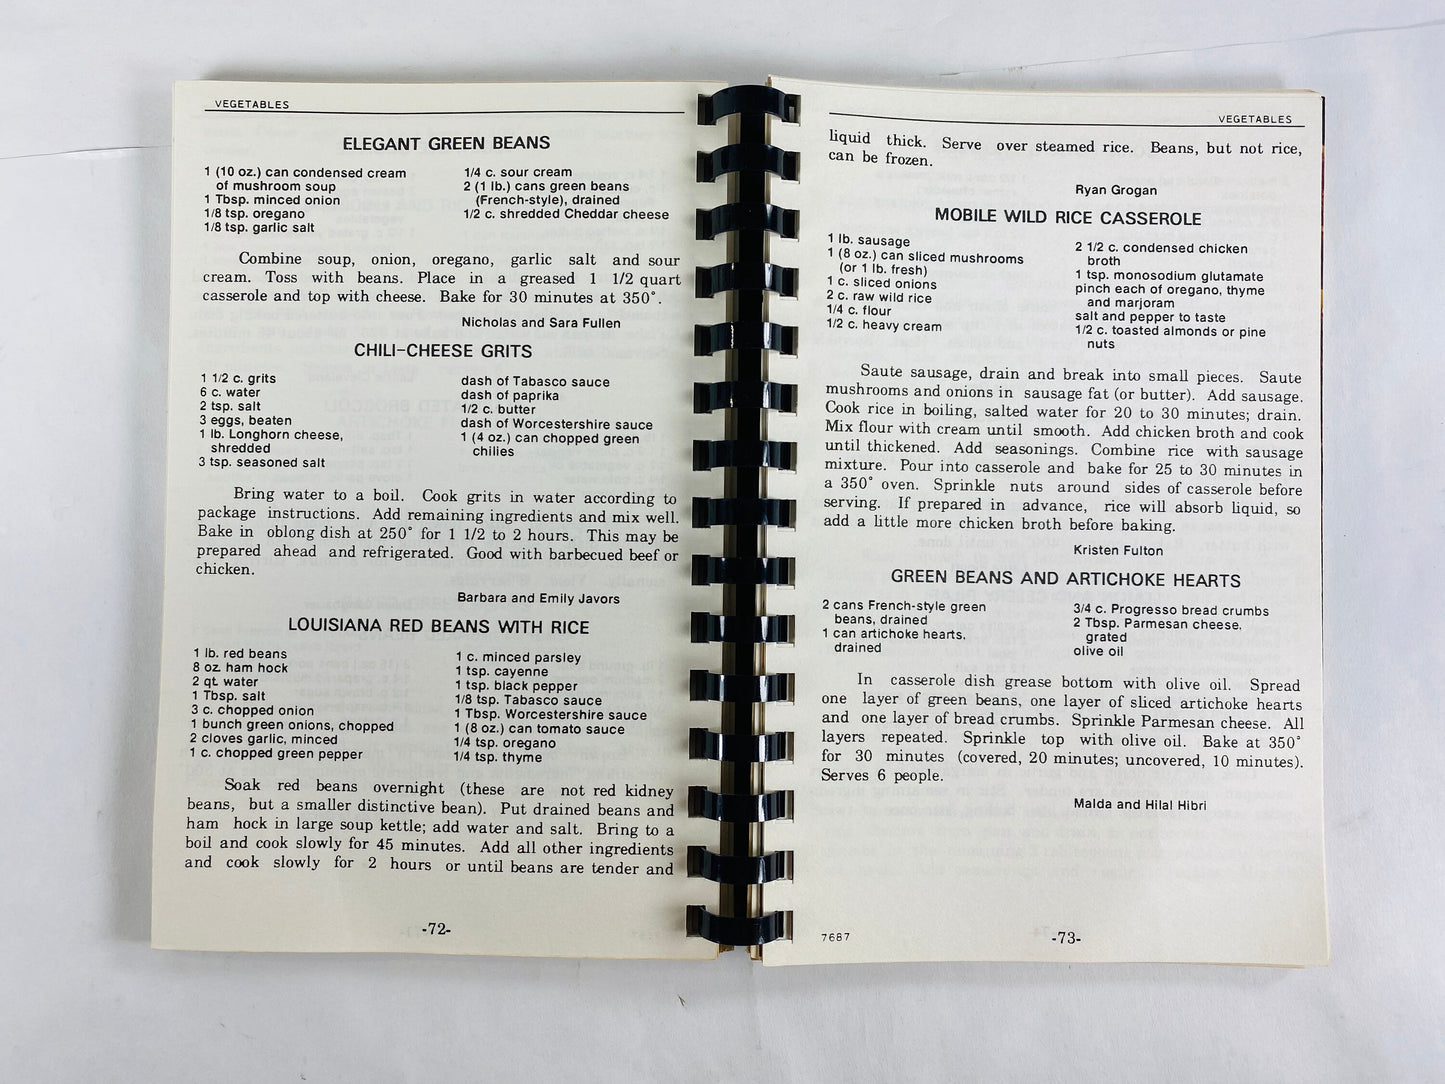 VEGETABLES
ELEGANT GREEN BEANS
1 (10 oz.) can condensed cream
of mushroom soup
1 Tbsp. minced onion
1/8 tsp. oregano
1/8 tsp. garlic salt
1/4 c. sour cream
2 (1 lb.) cans green beans
(French-style), drained
1/2 c. shredded Cheddar cheese
Combine soup, onion, oregano, garlic salt and sour
cream. Toss with beans. Place in a greased 1 1/2 quart
casserole and top with cheese. Bake for 30 minutes at 350°.
Nicholas and Sara Fullen
CHILI-CHEESE GRITS
1 1/2 c. grits
6 c. water
2 tsp. salt
3 eggs, beaten
1 lb. Longhorn cheese,
shredded
3 tsp. seasoned salt
dash of Tabasco sauce
dash of paprika
1/2 c. butter
dash of Worcestershire sauce
1 (4 oz.) can chopped green
chilies
Bring water to a boil. Cook grits in water according to
package instructions. Add remaining ingredients and mix well.
Bake in oblong dish at 250° for 1 1/2 to 2 hours. This may be
prepared ahead and refrigerated. Good with barbecued beef or
chicken.
Barbara and Emily Javors
LOUISIANA RED BEANS WITH RICE
1 lb. red beans
8 oz. ham hock
2 qt. water
1 Tbsp. salt
3 c. chopped onion
1 bunch green onions, chopped
2 cloves garlic, minced
1 c. chopped green pepper
1 c. minced parsley
1 tsp. cayenne
1 tsp. black pepper
1/8 tsp. Tabasco sauce
1 Tbsp. Worcestershire sauce
1 (8 oz.) can tomato sauce
1/4 tsp. oregano
1/4 tsp. thyme
Soak red beans overnight (these are not red kidney
beans, but a smaller distinctive bean). Put drained beans and
ham hock in large soup kettle; add water and salt. Bring to a
boil and cook slowly for 45 minutes. Add all other ingredients
and cook slowly for 2 hours or until beans are tender and
-72-
VEGETABLES
liquid thick. Serve over steamed rice. Beans, but not rice,
can be frozen.
Ryan Grogan
MOBILE WILD RICE CASSEROLE
1 lb. sausage
1 (8 oz.) can sliced mushrooms
(or 1 lb. fresh)
1 c. sliced onions
2 c. raw wild rice
1/4 c. flour
1/2 c. heavy cream
2 1/2 c. condensed chicken
broth
1 tsp. monosodium glutamate
pinch each of oregano, thyme
and marjoram
salt and pepper to taste
1/2 c. toasted almonds or pine
nuts
Saute sausage, drain and break into small pieces. Saute
mushrooms and onions in sausage fat (or butter). Add sausage.
Cook rice in boiling, salted water for 20 to 30 minutes; drain.
Mix flour with cream until smooth. Add chicken broth and cook
until thickened. Add seasonings. Combine rice with sausage
mixture. Pour into casserole and bake for 25 to 30 minutes in
a 350° oven. Sprinkle nuts around sides of casserole before
serving. If prepared in advance, rice will absorb liquid, so
add a little more chicken broth before baking.
Kristen Fulton
GREEN BEANS AND ARTICHOKE HEARTS
2 cans French-style green
beans, drained
1 can artichoke hearts,
drained
3/4 c. Progresso bread crumbs
2 Tbsp. Parmesan cheese,
grated
olive oil
In casserole dish grease bottom with olive oil. Spread
one layer of green beans, one layer of sliced artichoke hearts
and one layer of bread crumbs. Sprinkle Parmesan cheese. All
layers repeated. Sprinkle top with olive oil. Bake at 350°
for 30 minutes (covered, 20 minutes; uncovered, 10 minutes).
Serves 6 people.
Malda and Hilal Hibri
7687
-73-